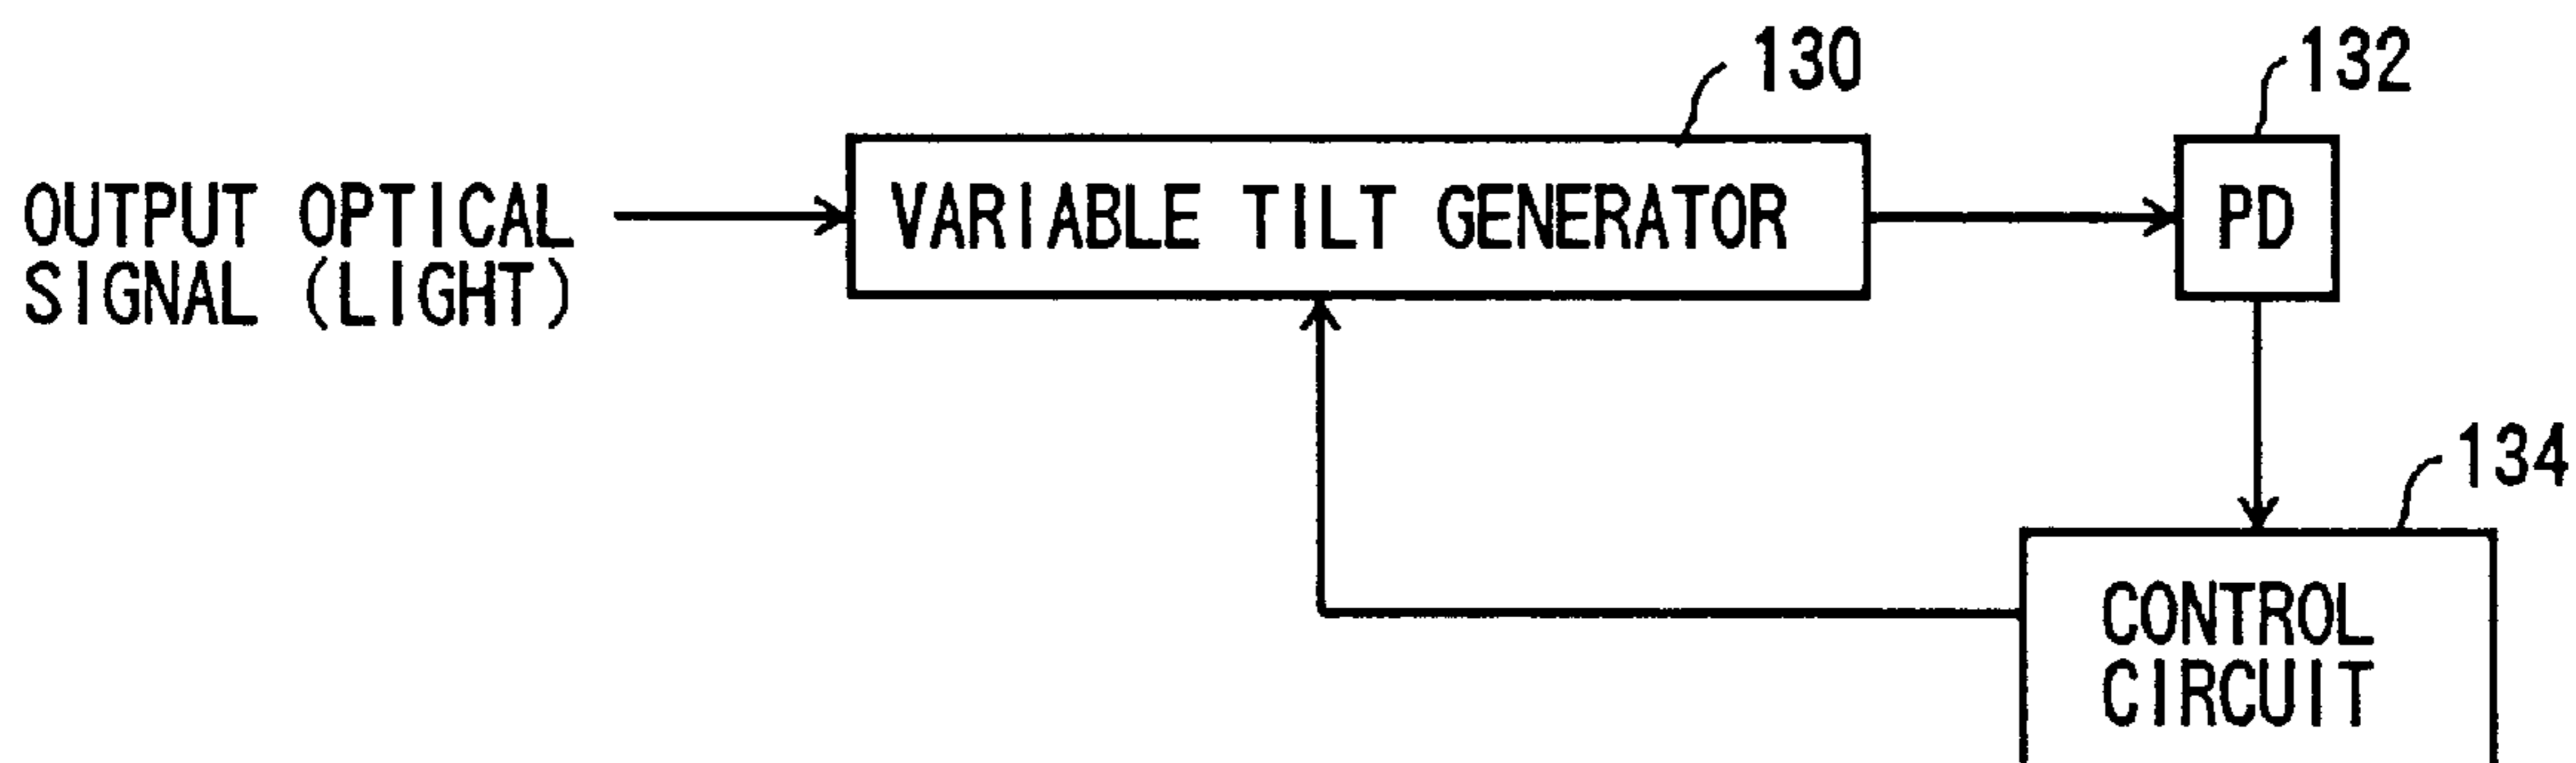 130
132
OUTPUT OPTICAL
SIGNAL (LIGHT)
VARIABLE TILT GENERATOR
PD
134
CONTROL
CIRCUIT